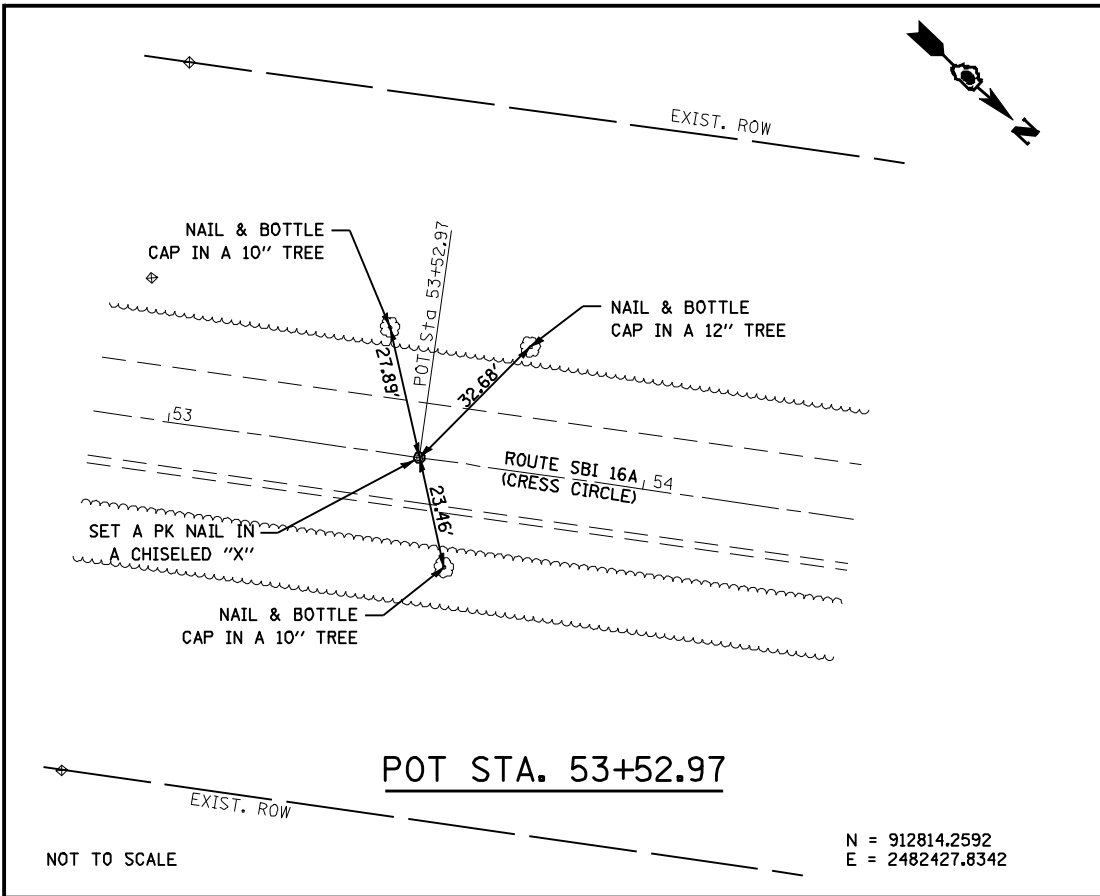 N
EXIST. ROW
NAIL & BOTTLE
CAP IN A 10'' TREE
POT Sta 53+52.97
NAIL & BOTTLE
CAP IN A 12'' TREE
27.89'
32.68'
53
ROUTE SBI 16A
(CRESS CIRCLE)
54
23.46'
SET A PK NAIL IN
A CHISELED "X"
NAIL & BOTTLE
CAP IN A 10'' TREE
POT STA. 53+52.97
EXIST. ROW
NOT TO SCALE
N = 912814.2592
E = 2482427.8342